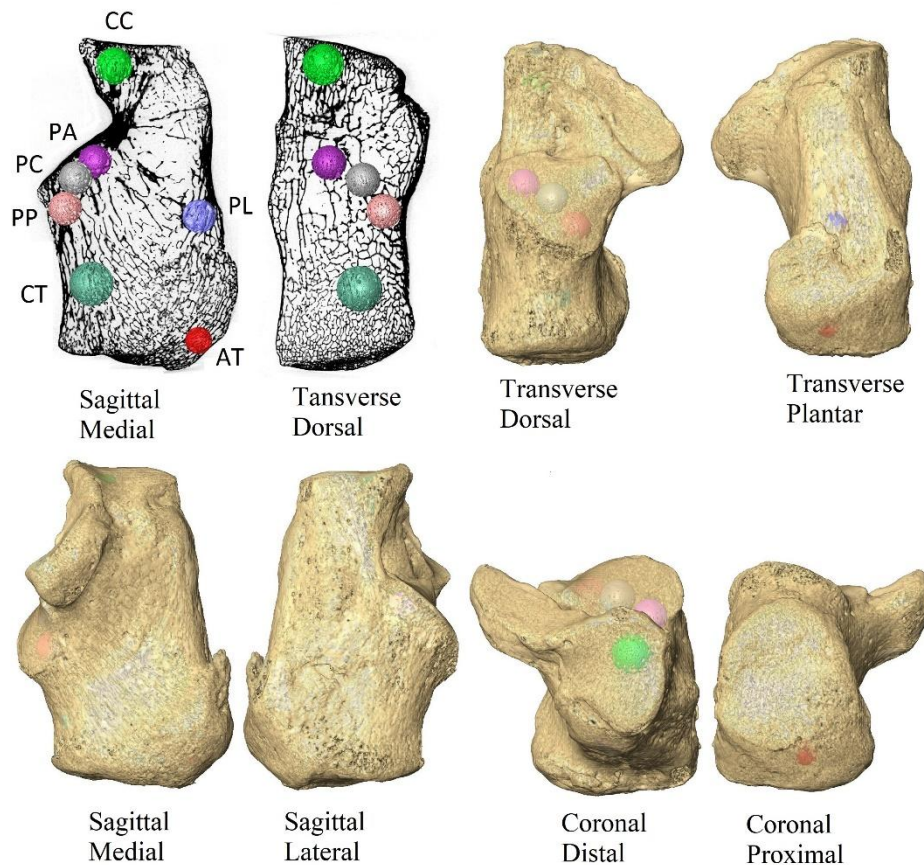 CC
PA
PC
PP
PL
CT
AT
Sagittal
Medial
Tansverse
Dorsal
Transverse
Dorsal
Transverse
Plantar
Sagittal
Medial
Sagittal
Lateral
Coronal
Distal
Coronal
Proximal